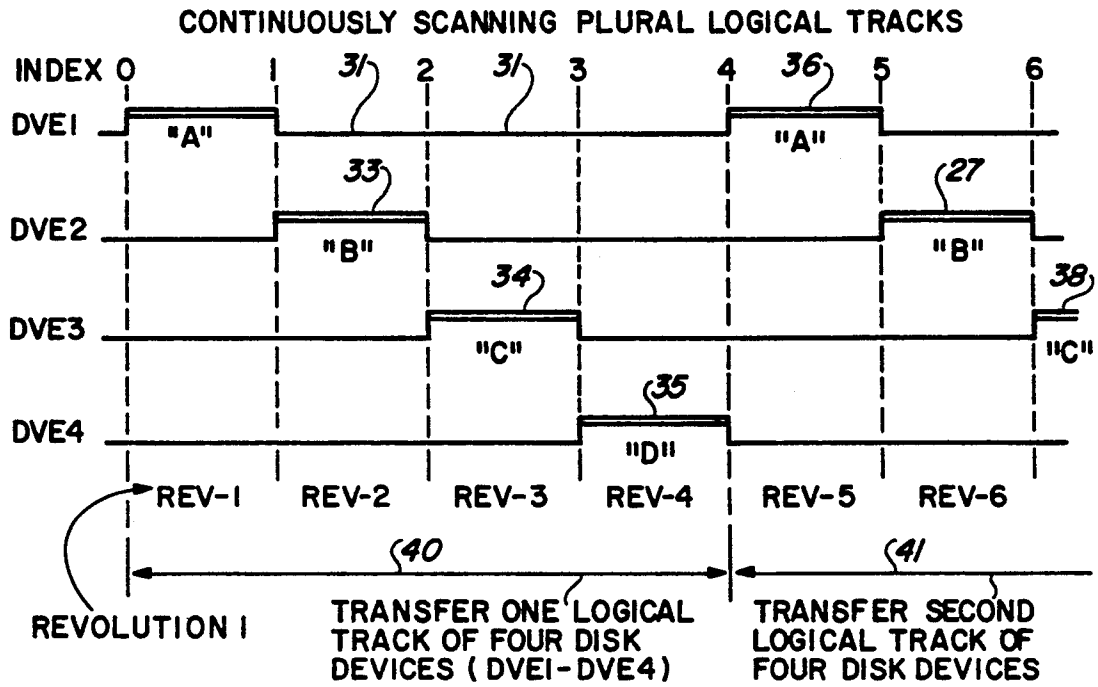 CONTINUOUSLY SCANNING PLURAL LOGICAL TRACKS
INDEX 0 1 31 2 31 3 4 36 5 6
DVE1
"A" "A"
33 27
DVE2
"B" "B"
34 38
DVE3
"C" "C"
35
DVE4
"D"
REV-1 REV-2 REV-3 REV-4 REV-5 REV-6
40 41
REVOLUTION 1
TRANSFER ONE LOGICAL
TRACK OF FOUR DISK
DEVICES (DVE1-DVE4)
TRANSFER SECOND
LOGICAL TRACK OF
FOUR DISK DEVICES